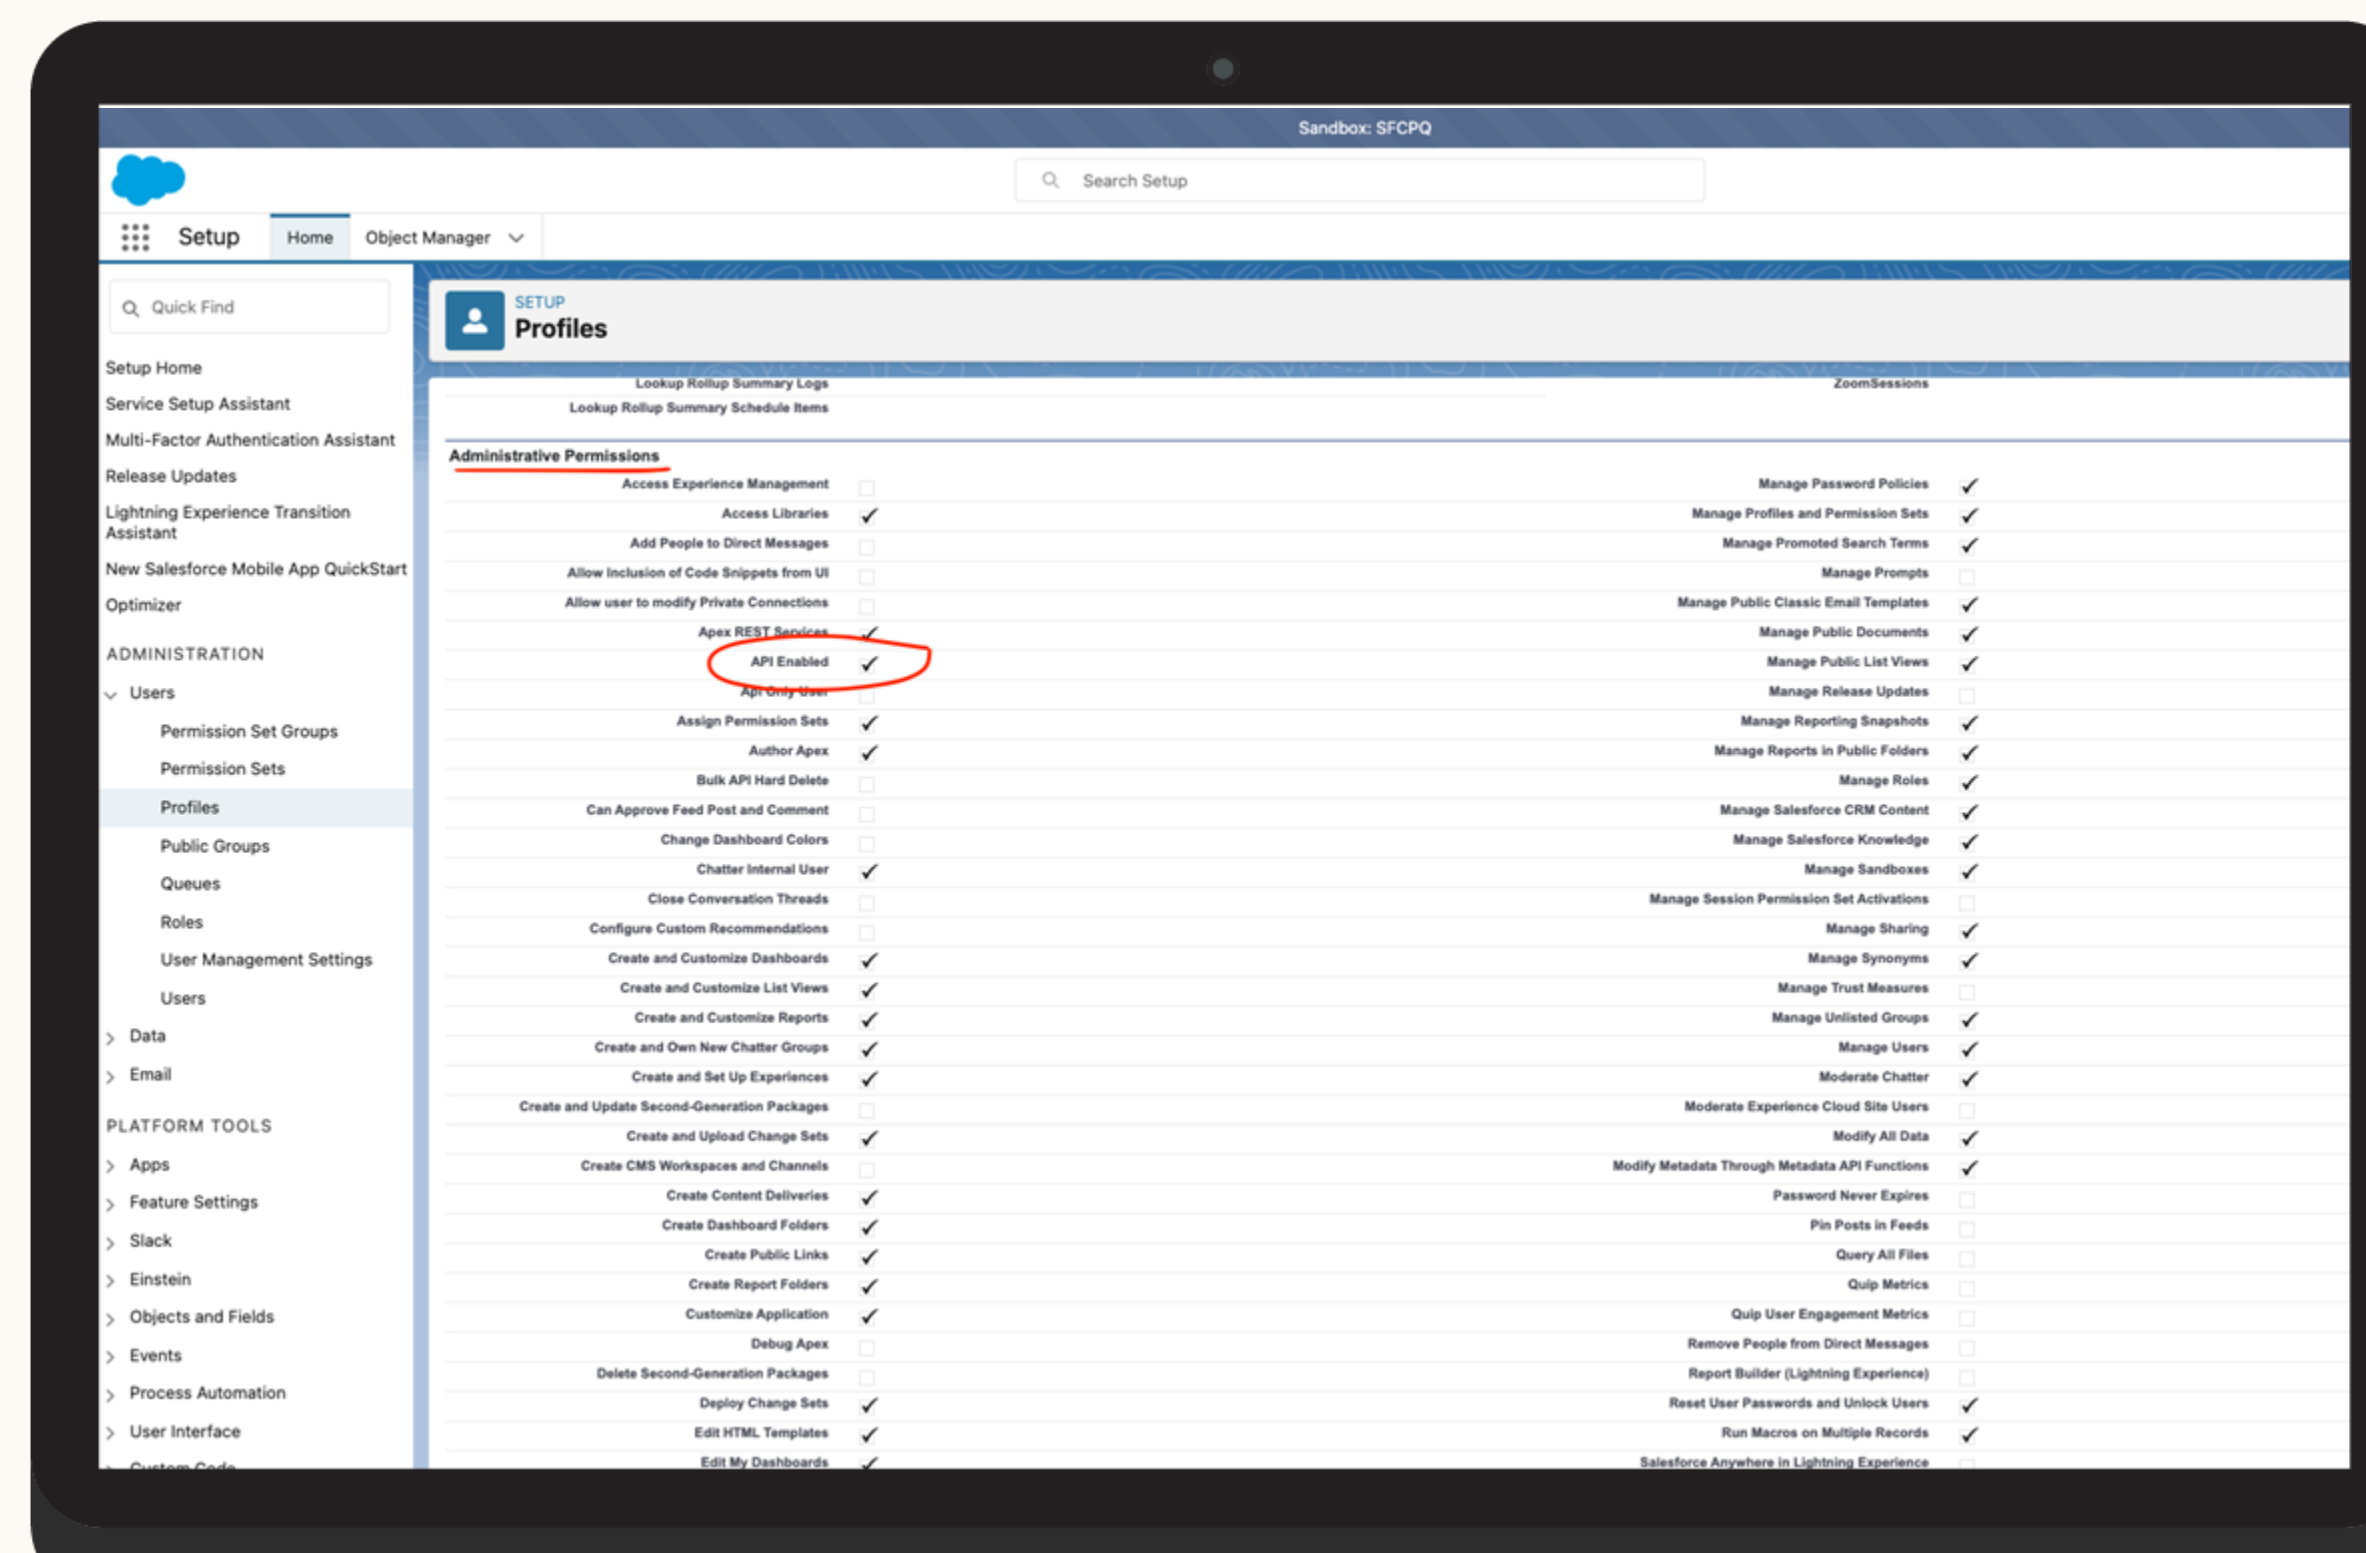 Sandbox: SFCPQ
Search Setup
Setup
Home
Object Manager
Quick Find
Setup Home
Service Setup Assistant
Multi-Factor Authentication Assistant
Release Updates
Lightning Experience Transition
Assistant
New Salesforce Mobile App QuickStart
Optimizer
ADMINISTRATION
Users
Permission Set Groups
Permission Sets
Profiles
Public Groups
Queues
Roles
User Management Settings
Users
Data
Email
PLATFORM TOOLS
Apps
Feature Settings
Slack
Einstein
Objects and Fields
Events
Process Automation
User Interface
Custom Code
SETUP
Profiles
Lookup Rollup Summary Logs
Lookup Rollup Summary Schedule Items
ZoomSessions
Administrative Permissions
Access Experience Management
Access Libraries
Add People to Direct Messages
Allow Inclusion of Code Snippets from UI
Allow user to modify Private Connections
Apex REST Services
API Enabled
Api Only User
Assign Permission Sets
Author Apex
Bulk API Hard Delete
Can Approve Feed Post and Comment
Change Dashboard Colors
Chatter Internal User
Close Conversation Threads
Configure Custom Recommendations
Create and Customize Dashboards
Create and Customize List Views
Create and Customize Reports
Create and Own New Chatter Groups
Create and Set Up Experiences
Create and Update Second-Generation Packages
Create and Upload Change Sets
Create CMS Workspaces and Channels
Create Content Deliveries
Create Dashboard Folders
Create Public Links
Create Report Folders
Customize Application
Debug Apex
Delete Second-Generation Packages
Deploy Change Sets
Edit HTML Templates
Edit My Dashboards
Manage Password Policies
Manage Profiles and Permission Sets
Manage Promoted Search Terms
Manage Prompts
Manage Public Classic Email Templates
Manage Public Documents
Manage Public List Views
Manage Release Updates
Manage Reporting Snapshots
Manage Reports in Public Folders
Manage Roles
Manage Salesforce CRM Content
Manage Salesforce Knowledge
Manage Sandboxes
Manage Session Permission Set Activations
Manage Sharing
Manage Synonyms
Manage Trust Measures
Manage Unlisted Groups
Manage Users
Moderate Chatter
Moderate Experience Cloud Site Users
Modify All Data
Modify Metadata Through Metadata API Functions
Password Never Expires
Pin Posts in Feeds
Query All Files
Quip Metrics
Quip User Engagement Metrics
Remove People from Direct Messages
Report Builder (Lightning Experience)
Reset User Passwords and Unlock Users
Run Macros on Multiple Records
Salesforce Anywhere in Lightning Experience